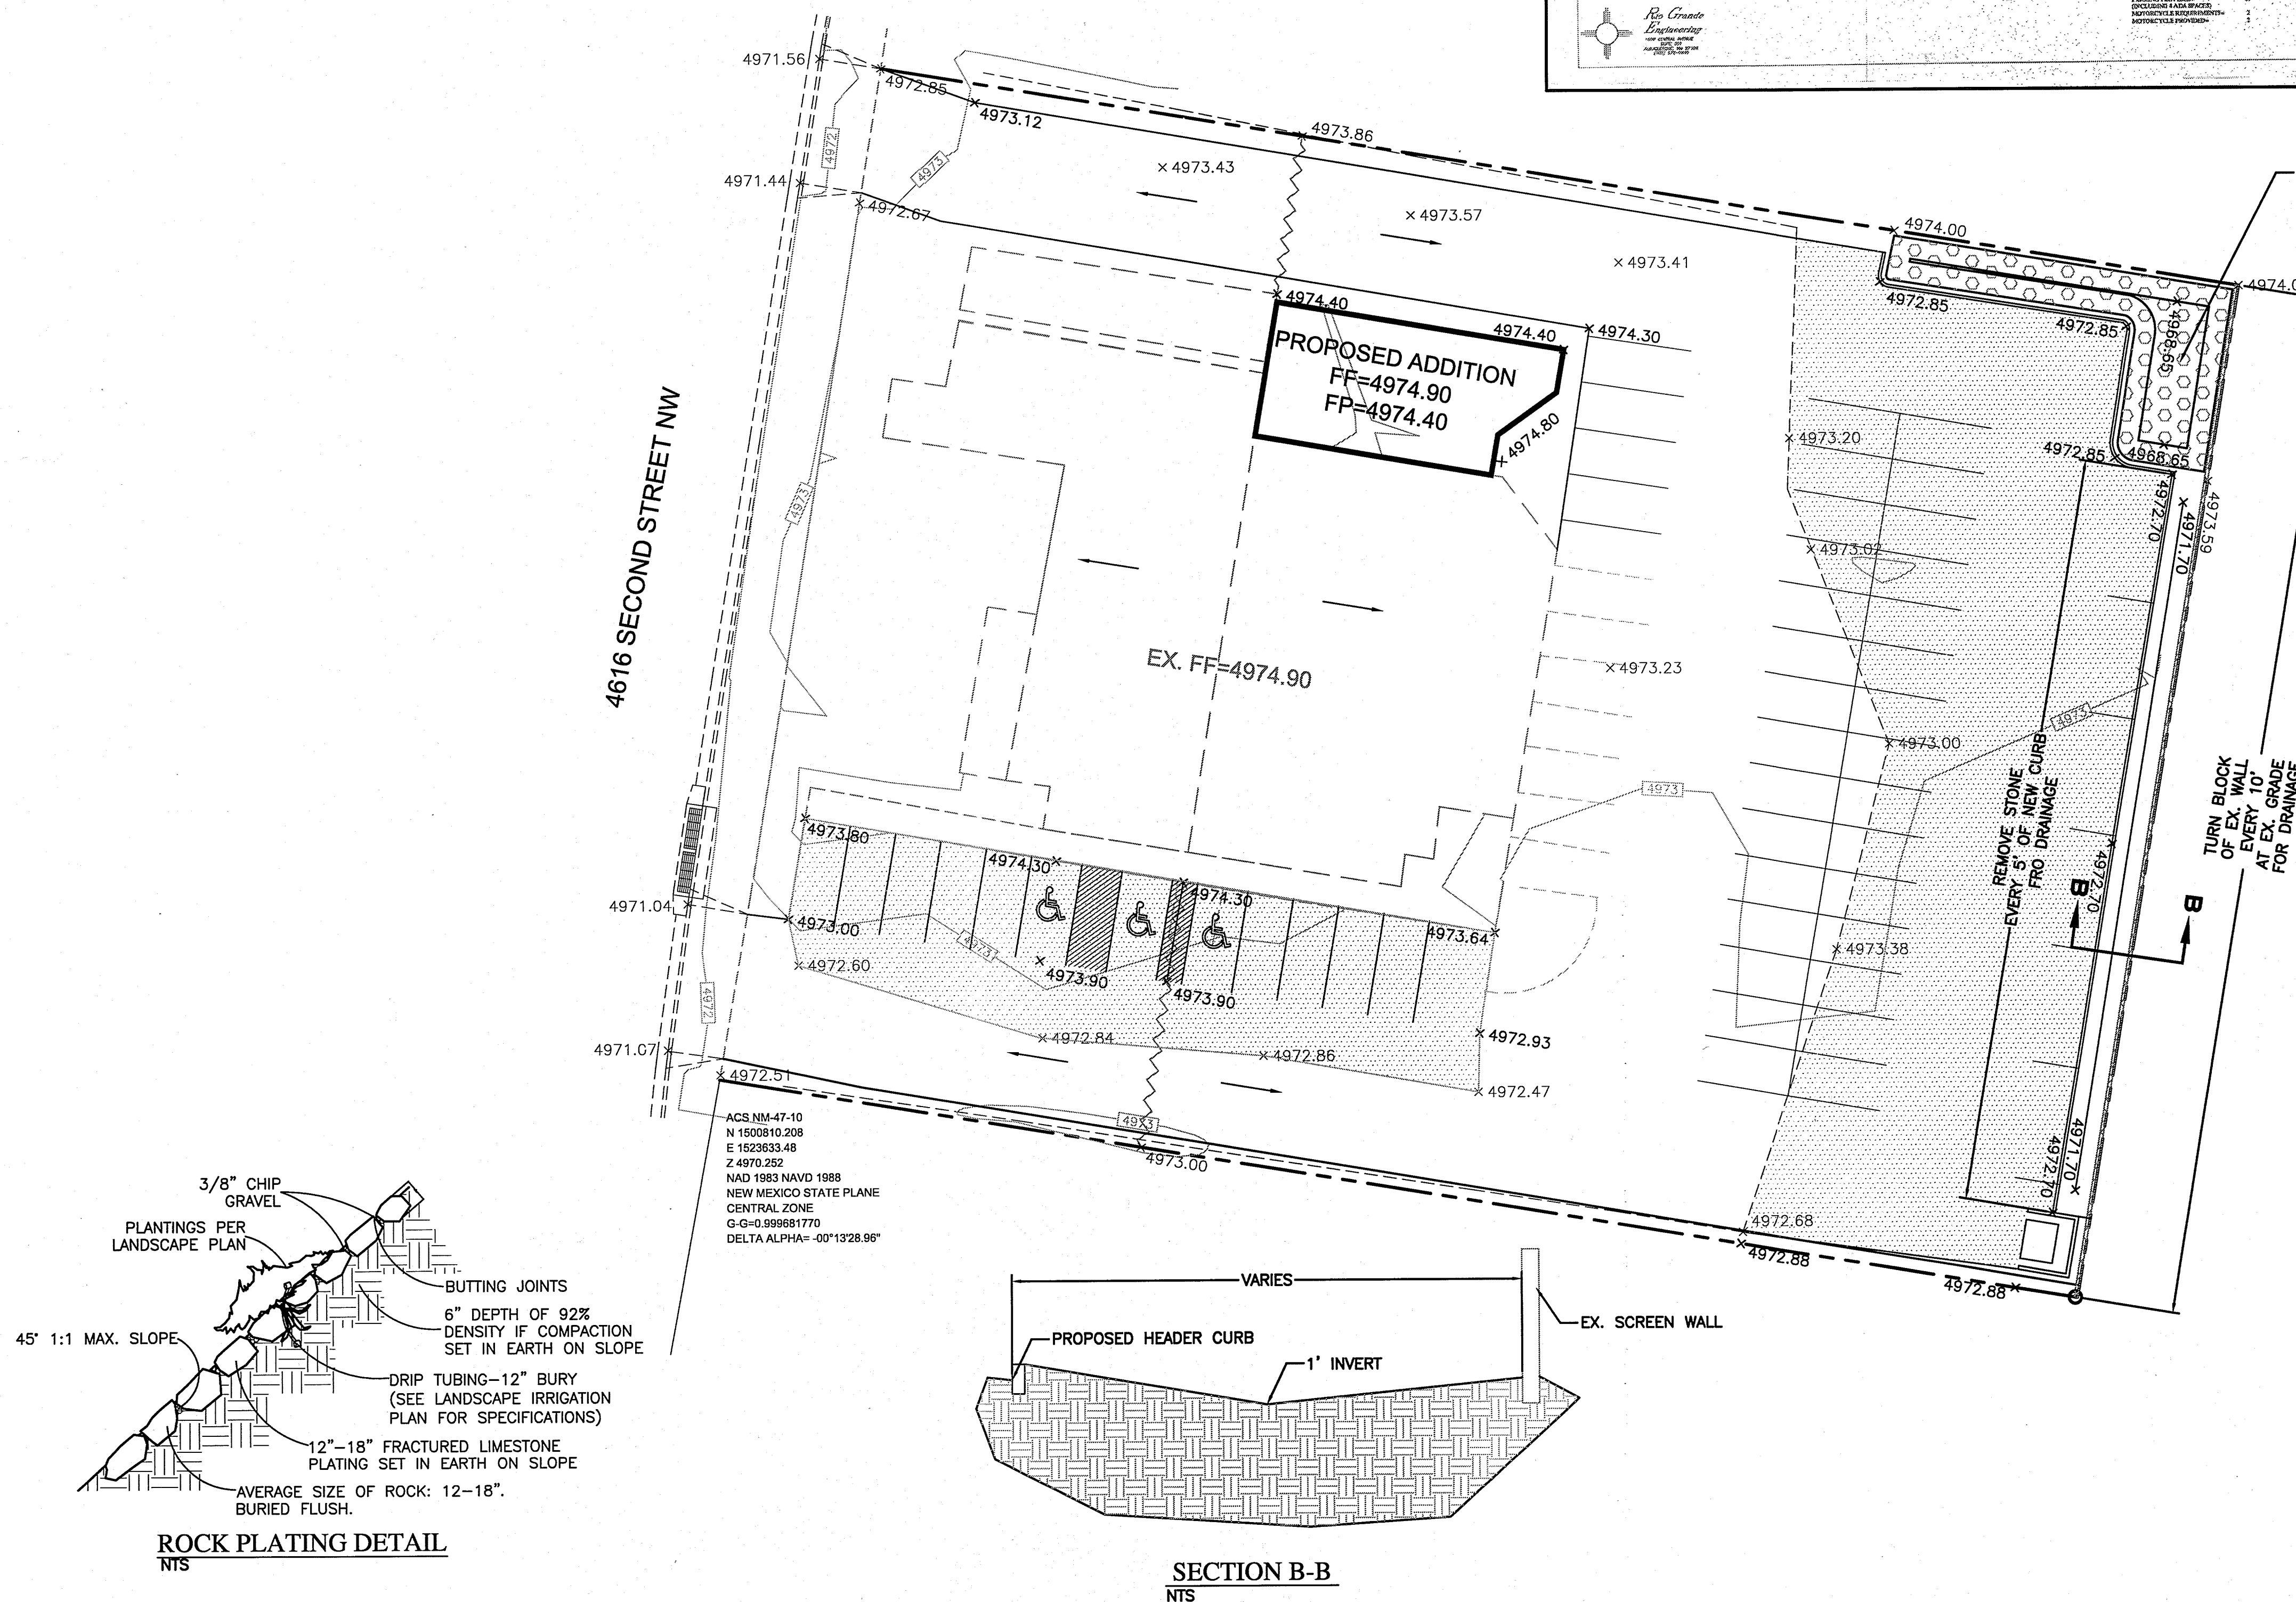 Rio Grande
Engineering
(INCLUDING 4 ADA SPACES)
MOTORCYCLE REQUIREMENTS= 2
MOTORCYCLE PROVIDED=
4971.56
4972.85
4973.12
4973.86
4972
4973
4973.43
4971.44
4972.67
4973.57
4974.00
4973.41
4974.0
4974.40
4974.40
4974.30
4972.85
4972.85
4968.65
PROPOSED ADDITION
FF=4974.90
FP=4974.40
4974.80
4973.20
4972.85
4968.65
4972.70
4971.70
4973.59
4616 SECOND STREET NW
4973
4973.02
EX. FF=4974.90
4973.23
4973.00
4973
4973
REMOVE STONE
EVERY 5' OF NEW CURB
FRO DRAINAGE
TURN BLOCK
OF EX. WALL
EVERY 10'
AT EX. GRADE
FOR DRAINAGE
4973.80
4974.30
4974.30
4972.70
B
B
4971.04
4973.00
4973.64
4973
4972.60
4973.90
4973.90
4973.38
4972
4972.84
4972.86
4972.93
4971.07
4972.51
4972.47
4973
4973.00
4972.70
4971.70
4972.68
4972.88
4972.88
ACS NM-47-10
N 1500810.208
E 1523633.48
Z 4970.252
NAD 1983 NAVD 1988
NEW MEXICO STATE PLANE
CENTRAL ZONE
G-G=0.999681770
DELTA ALPHA= -00°13'28.96"
3/8" CHIP
GRAVEL
PLANTINGS PER
LANDSCAPE PLAN
BUTTING JOINTS
6" DEPTH OF 92%
DENSITY IF COMPACTION
SET IN EARTH ON SLOPE
45° 1:1 MAX. SLOPE
DRIP TUBING-12" BURY
(SEE LANDSCAPE IRRIGATION
PLAN FOR SPECIFICATIONS)
12"-18" FRACTURED LIMESTONE
PLATING SET IN EARTH ON SLOPE
AVERAGE SIZE OF ROCK: 12-18".
BURIED FLUSH.
ROCK PLATING DETAIL
NTS
VARIES
EX. SCREEN WALL
PROPOSED HEADER CURB
1' INVERT
SECTION B-B
NTS